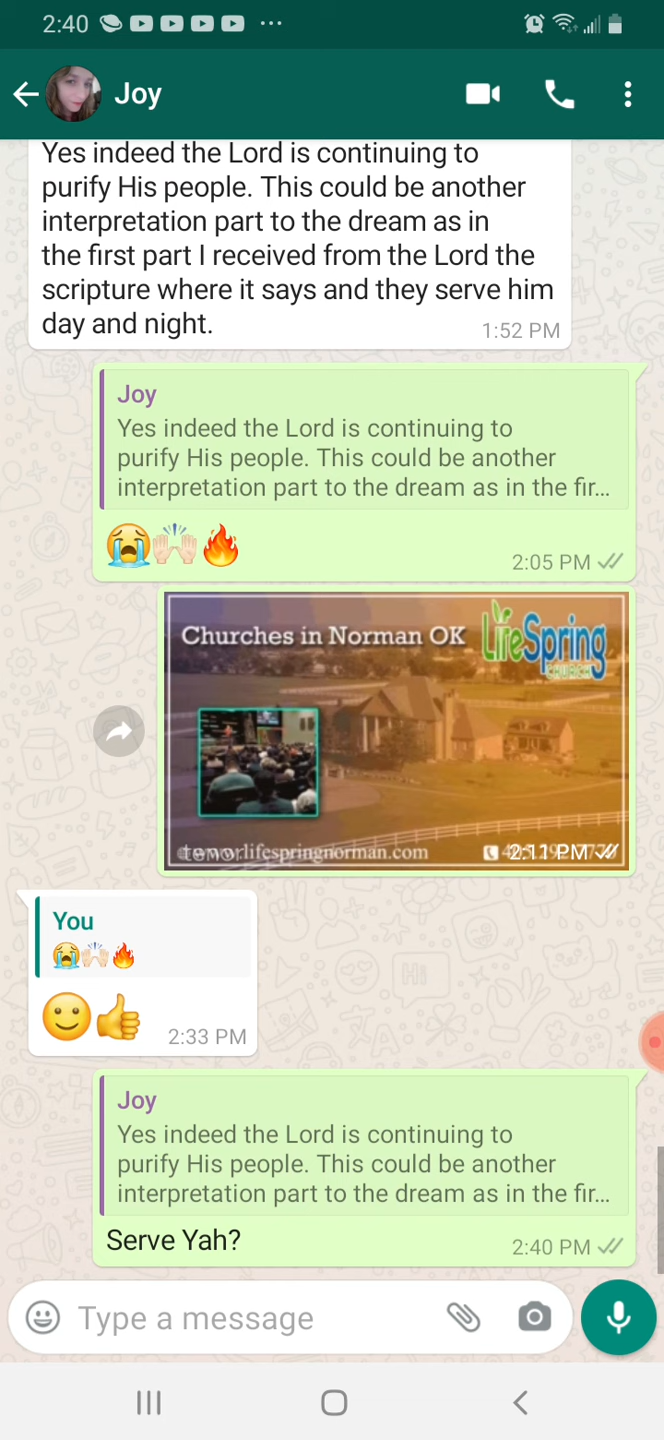 2:40
Joy
Yes indeed the Lord is continuing to
purify His people. This could be another
interpretation part to the dream as in
the first part I received from the Lord the
scripture where it says and they serve him
day and night.
1:52 PM
Joy
Yes indeed the Lord is continuing to
purify His people. This could be another
interpretation part to the dream as in the fir...
😭🙌🏻🔥
2:05 PM
Churches in Norman OK
LifeSpring
CHURCH
lifespringnorman.com
2:11 PM
You
😭🙌🏻🔥
🙂👍
2:33 PM
Joy
Yes indeed the Lord is continuing to
purify His people. This could be another
interpretation part to the dream as in the fir...
Serve Yah?
2:40 PM
Type a message